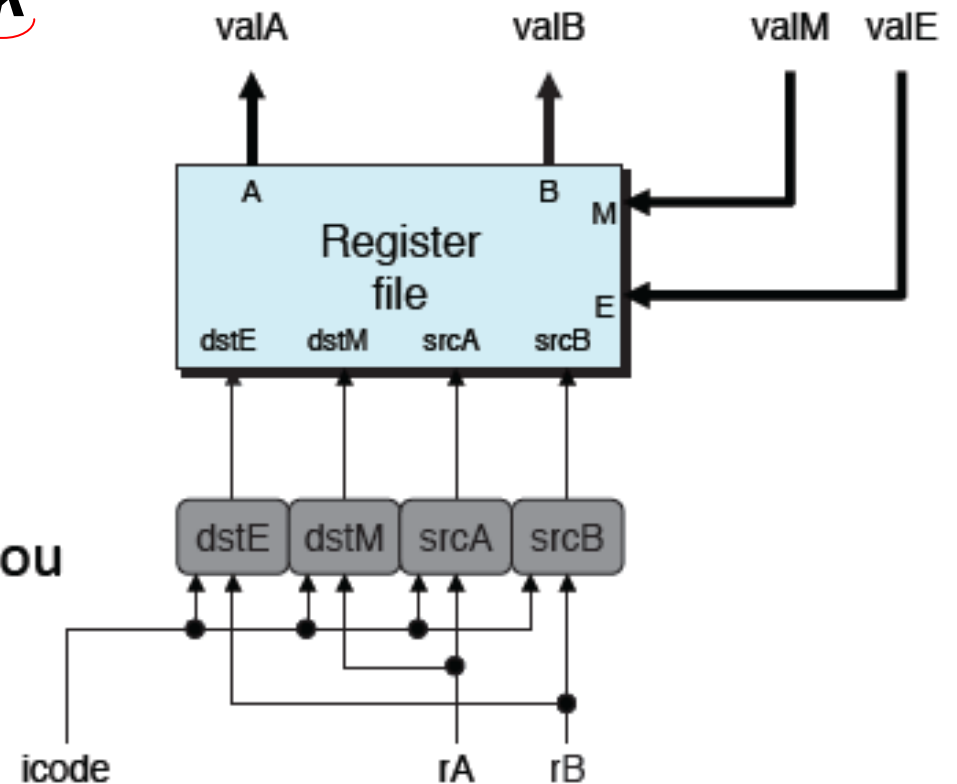 valA valB valM valE
A B
M
Register
file
E
dstE dstM srcA srcB
dstE dstM srcA srcB
ou
icode rA rB